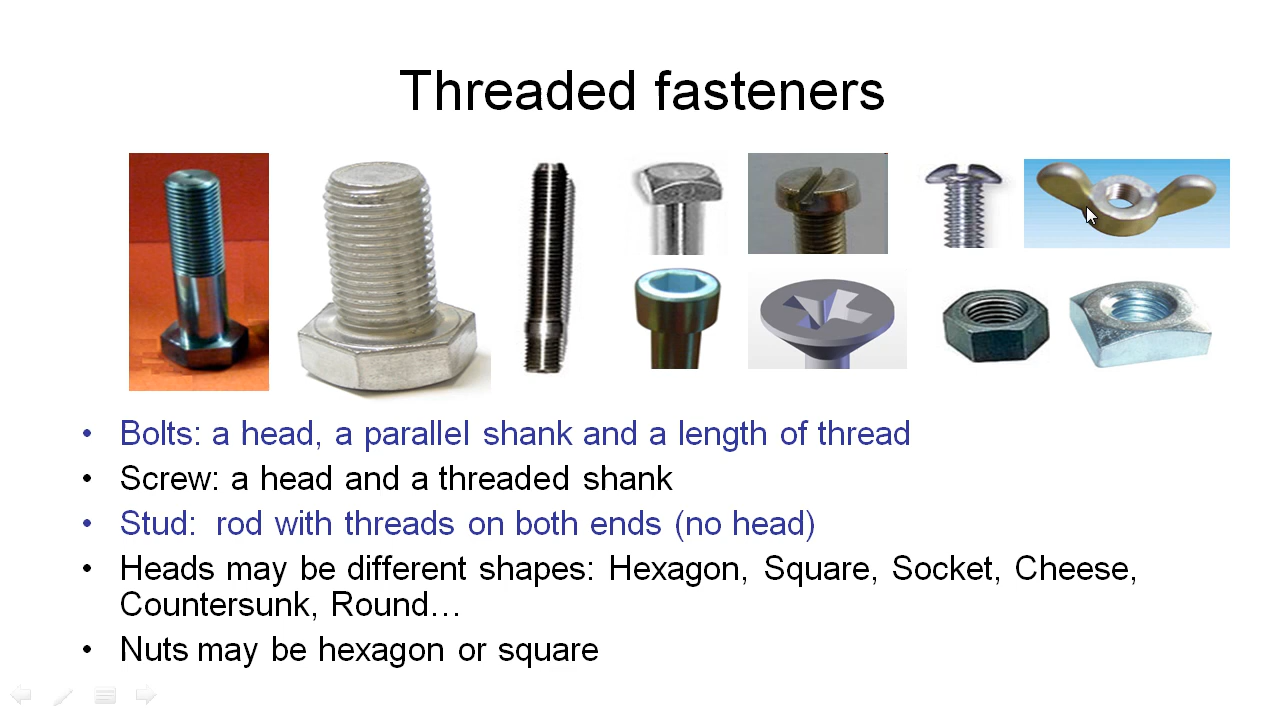 Threaded fasteners
• Bolts: a head, a parallel shank and a length of thread
• Screw: a head and a threaded shank
• Stud:  rod with threads on both ends (no head)
• Heads may be different shapes: Hexagon, Square, Socket, Cheese,
Countersunk, Round…
• Nuts may be hexagon or square